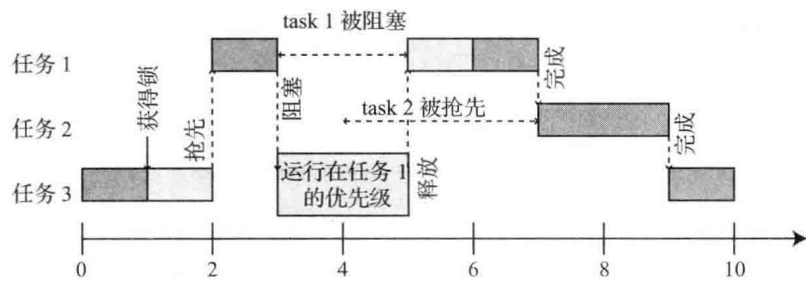 task 1 被阻塞
任务 1
获得锁
抢先
阻塞
完成
任务 2
task 2 被抢先
完成
任务 3
运行在任务 1
的优先级
释放
0 2 4 6 8 10